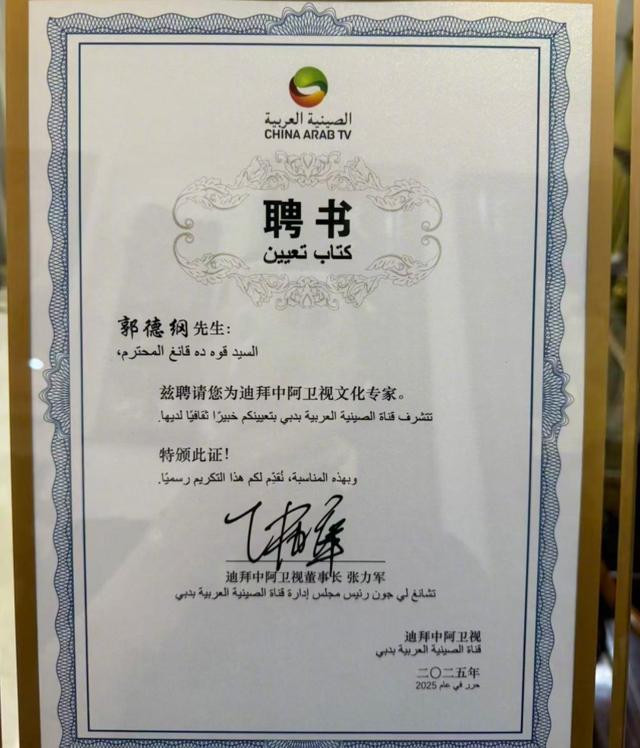 الصينية العربية
CHINA ARAB TV
聘书
كتاب تعيين
郭德纲先生：
السيد قوه ده قانغ المحترم،
兹聘请您为迪拜中阿卫视文化专家。
تتشرف قناة الصينية العربية بدبي بتعيينكم خبيرًا ثقافيًا لديها.
特颁此证！
وبهذه المناسبة، نُقدِّم لكم هذا التكريم رسميًا.
迪拜中阿卫视董事长 张力军
تشانغ لي جون رئيس مجلس إدارة قناة الصينية العربية بدبي
迪拜中阿卫视
قناة الصينية العربية بدبي
二〇二五年
حرر في عام 2025